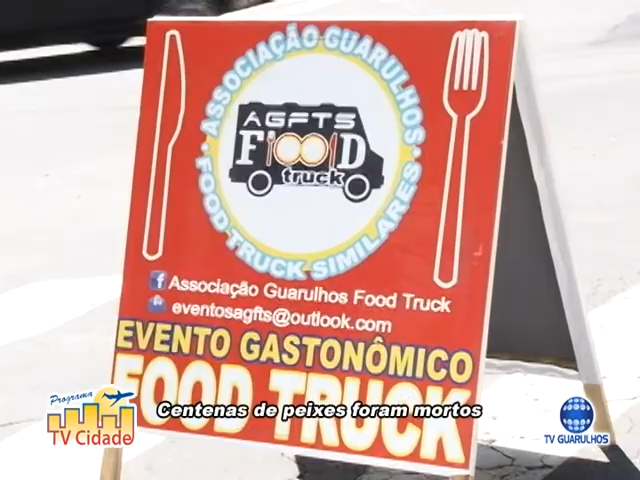 ASSOCIAÇÃO GUARULHOS
AGFTS
FOOD
truck
FOOD TRUCK SIMILARES
Associação Guarulhos Food Truck
eventosagfts@outlook.com
EVENTO GASTONÔMICO
FOOD TRUCK
Centenas de peixes foram mortos
Programa
TV Cidade
TV GUARULHOS